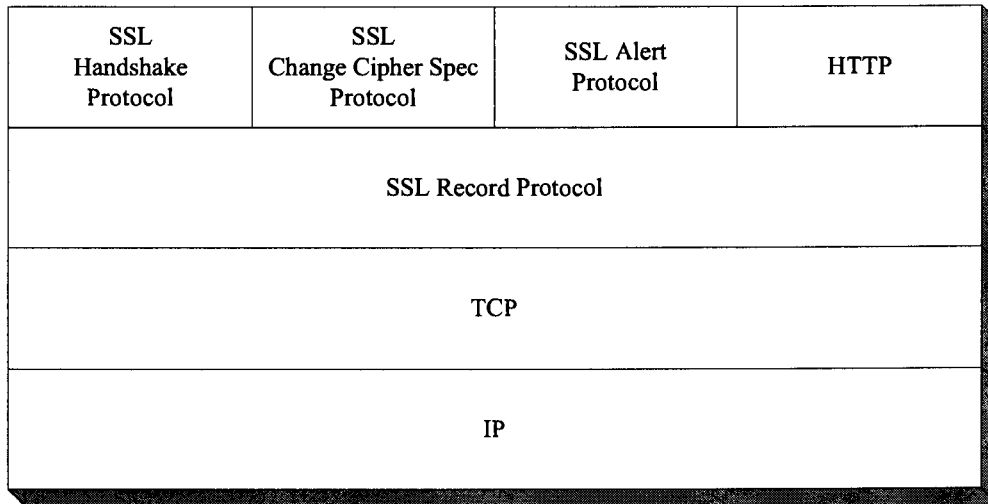 SSL
Handshake
Protocol
SSL
Change Cipher Spec
Protocol
SSL Alert
Protocol
HTTP
SSL Record Protocol
TCP
IP